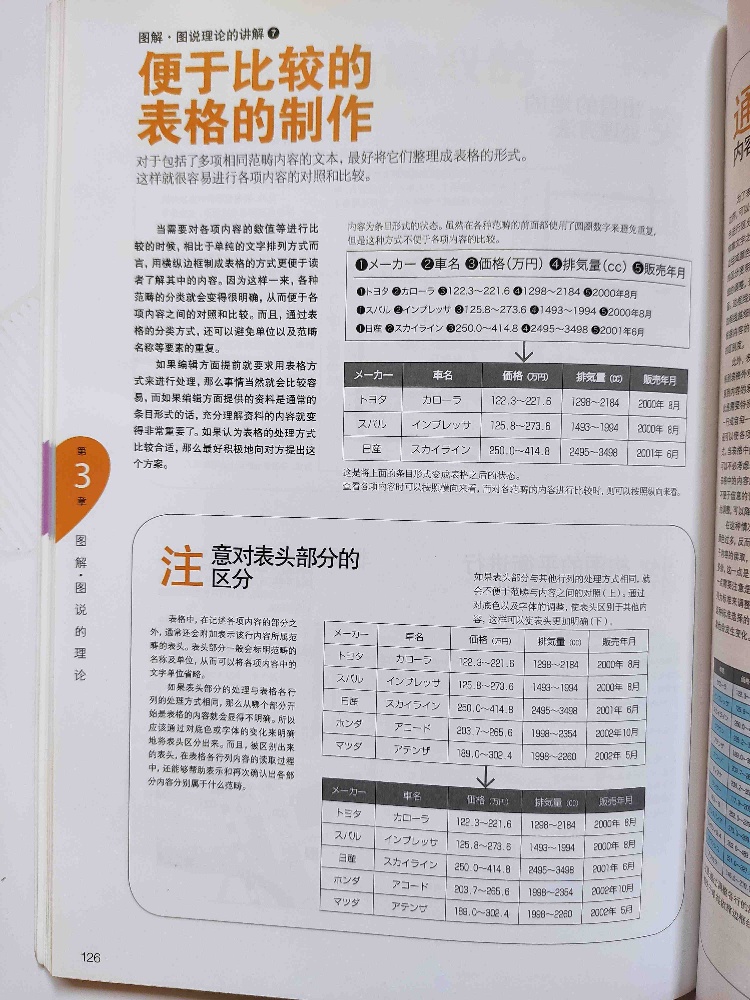 图解·图说理论的讲解❼
便于比较的
表格的制作
对于包括了多项相同范畴内容的文本，最好将它们整理成表格的形式。
这样就很容易进行各项内容的对照和比较。
当需要对各项内容的数值等进行比
较的时候，相比于单纯的文字排列方式而
言，用横纵边框制成表格的方式更便于读
者了解其中的内容。因为这样一来，各种
范畴的分类就会变得很明确，从而便于各
项内容之间的对照和比较。而且，通过表
格的分类方式，还可以避免单位以及范畴
名称等要素的重复。
如果编辑方面提前就要求用表格方
式来进行处理，那么事情当然就会比较容
易，而如果编辑方面提供的资料是通常的
条目形式的话，充分理解资料的内容就变
得非常重要了。如果认为表格的处理方式
比较合适，那么最好积极地向对方提出这
个方案。
内容为条目形式的状态。虽然在各种范畴的前面都使用了圆圈数字来避免重复，
但是这种方式不便于各项内容的比较。
❶メーカー ❷車名 ❸価格(万円) ❹排気量(cc) ❺販売年月
❶トヨタ ❷カローラ ❸122.3～221.6 ❹1298～2184 ❺2000年8月
❶スバル ❷インプレッサ ❸125.8～273.6 ❹1493～1994 ❺2000年8月
❶日産 ❷スカイライン ❸250.0～414.8 ❹2495～3498 ❺2001年6月
メーカー 車名 価格(万円) 排気量(cc) 販売年月
トヨタ カローラ 122.3～221.6 1298～2184 2000年 8月
スバル インプレッサ 125.8～273.6 1493～1994 2000年 8月
日産 スカイライン 250.0～414.8 2495～3498 2001年 6月
这是将上面的条目形式变成表格之后的状态。
查看各项内容时可以按照横向来看，而对各范畴的内容进行比较时，则可以按照纵向来看。
第
3
章
图解·图说的理论
注意对表头部分的
区分
表格中，在记述各项内容的部分之
外，通常还会附加表示该行内容所属范
畴的表头。表头部分一般会标明范畴的
名称及单位，从而可以将各项内容中的
文字单位省略。
如果表头部分的处理与表格各行
列的处理方式相同，那么从哪个部分开
始是表格的内容就会显得不明确。所以
应该通过对底色或字体的变化来明确
地将表头区分出来。而且，被区别出来
的表头，在表格各行列内容的读取过程
中，还能够帮助表示和再次确认出各部
分内容分别属于什么范畴。
如果表头部分与其他行列的处理方式相同，就
会不便于范畴与内容之间的对照（上）。通过
对底色以及字体的调整，使表头区别于其他内
容，这样可以使表头更加明确（下）。
メーカー 車名 価格(万円) 排気量(cc) 販売年月
トヨタ カローラ 122.3～221.6 1298～2184 2000年 8月
スバル インプレッサ 125.8～273.6 1493～1994 2000年 8月
日産 スカイライン 250.0～414.8 2495～3498 2001年 6月
ホンダ アコード 203.7～265.6 1998～2354 2002年10月
マツダ アテンザ 189.0～302.4 1998～2260 2002年 5月
メーカー 車名 価格(万円) 排気量(cc) 販売年月
トヨタ カローラ 122.3～221.6 1298～2184 2000年 8月
スバル インプレッサ 125.8～273.6 1493～1994 2000年 8月
日産 スカイライン 250.0～414.8 2495～3498 2001年 6月
ホンダ アコード 203.7～265.6 1998～2354 2002年10月
マツダ アテンザ 189.0～302.4 1998～2260 2002年 5月
126
通
内容